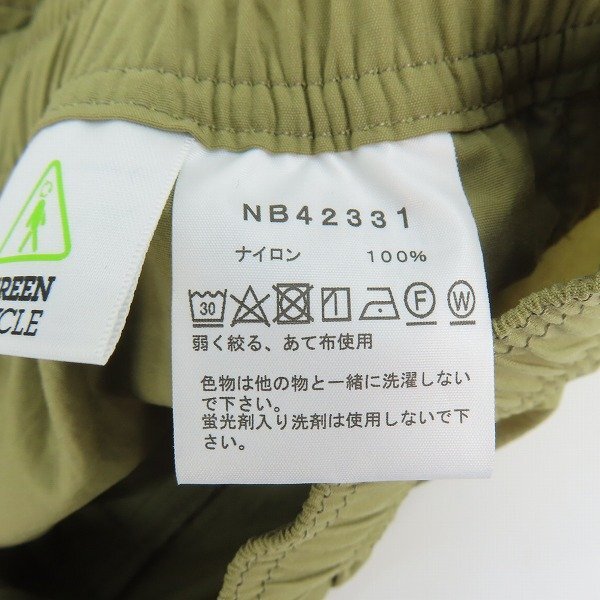 NB42331
ナイロン 100%
30 F W
弱く絞る、あて布使用
色物は他の物と一緒に洗濯しない
で下さい。
蛍光剤入り洗剤は使用しないで下
さい。
REEN
CLE